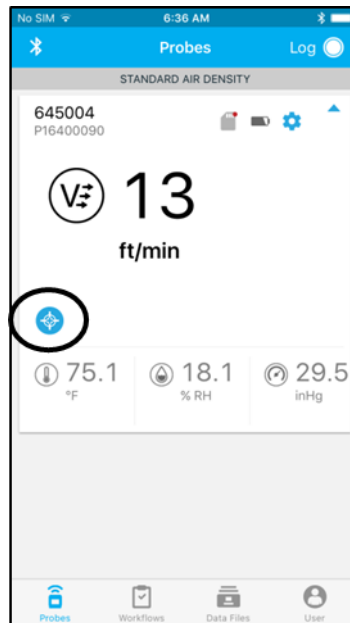 No SIM 6:36 AM
Probes Log
STANDARD AIR DENSITY
645004
P16400090
V 13
ft/min
75.1 18.1 29.5
°F % RH inHg
Probes Workflows Data Files User